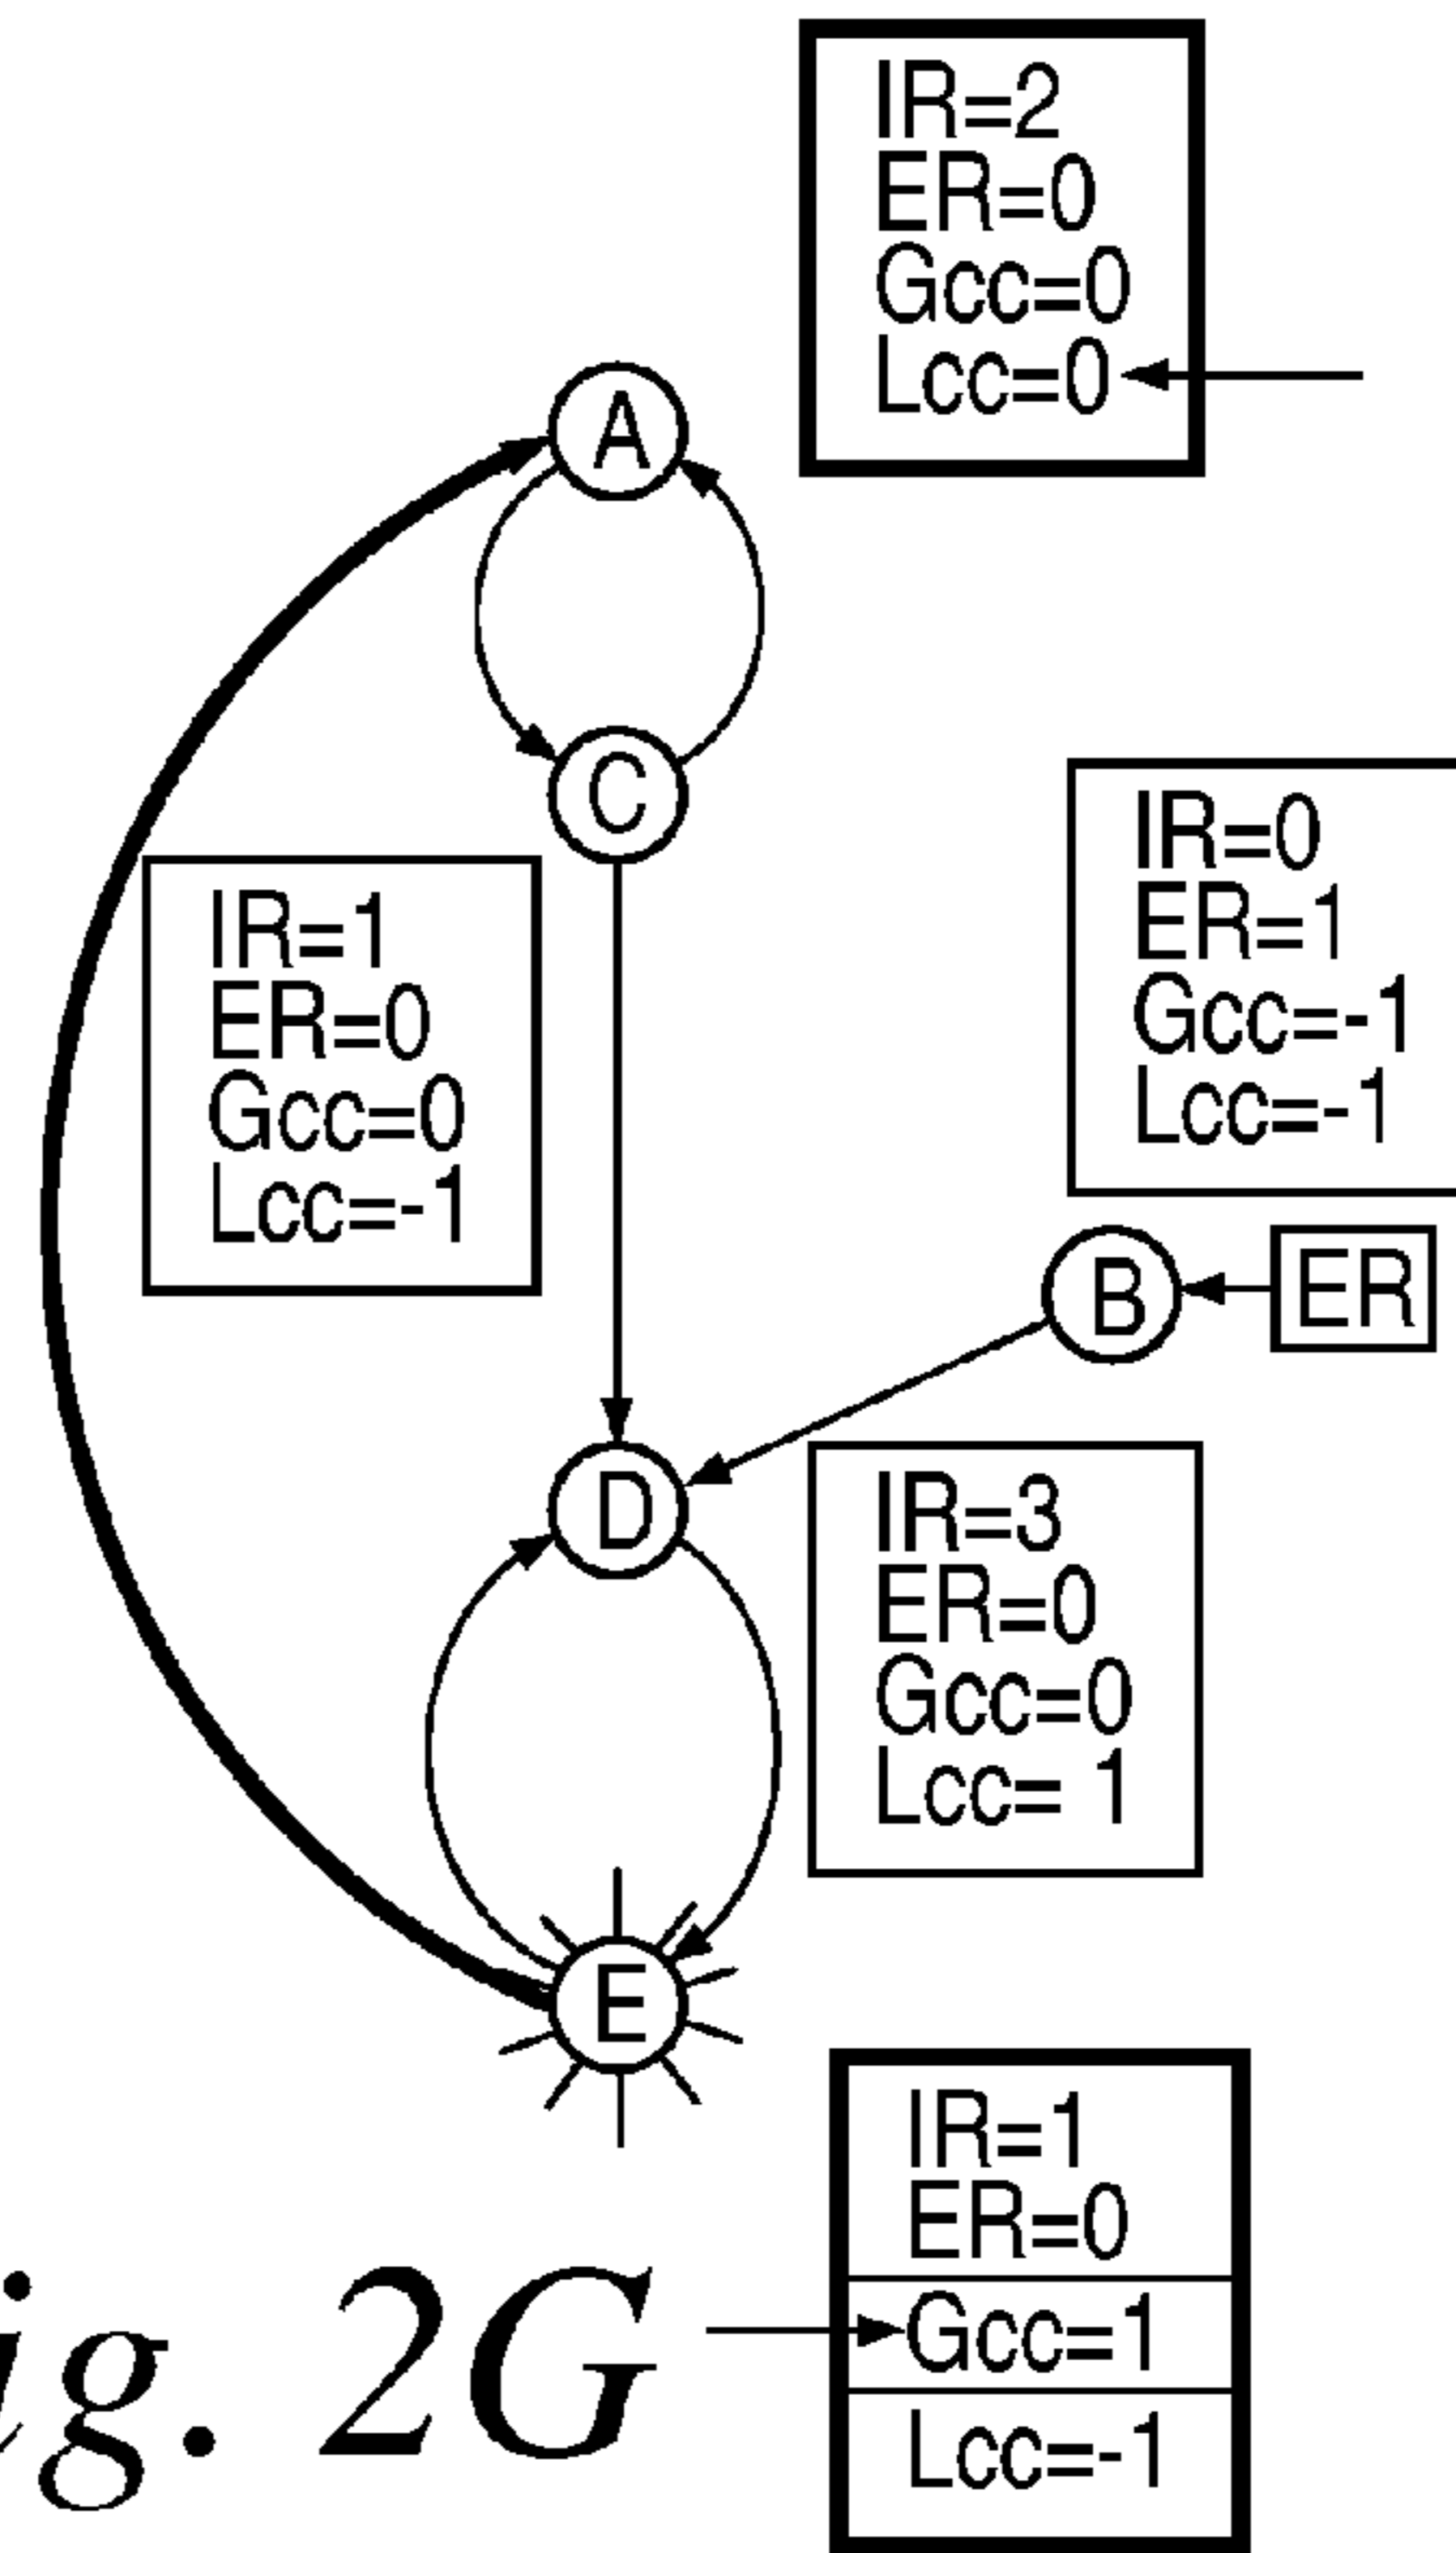 IR=2
ER=0
Gcc=0
Lcc=0
A
C
IR=1
ER=0
Gcc=0
Lcc=-1
IR=0
ER=1
Gcc=-1
Lcc=-1
B
ER
D
IR=3
ER=0
Gcc=0
Lcc= 1
E
IR=1
ER=0
Gcc=1
Lcc=-1
ig. 2G